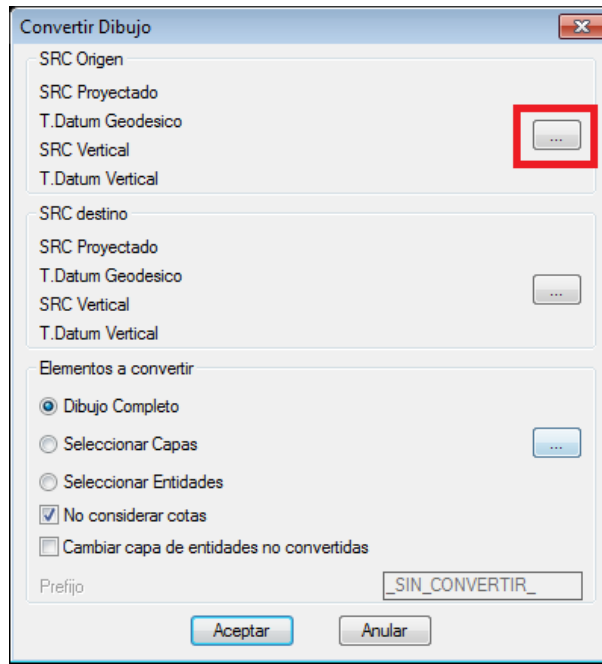 Convertir Dibujo
SRC Origen
SRC Proyectado
T.Datum Geodesico
...
SRC Vertical
T.Datum Vertical
SRC destino
SRC Proyectado
T.Datum Geodesico
...
SRC Vertical
T.Datum Vertical
Elementos a convertir
Dibujo Completo
Seleccionar Capas ...
Seleccionar Entidades
No considerar cotas
Cambiar capa de entidades no convertidas
Prefijo _SIN_CONVERTIR_
Aceptar Anular